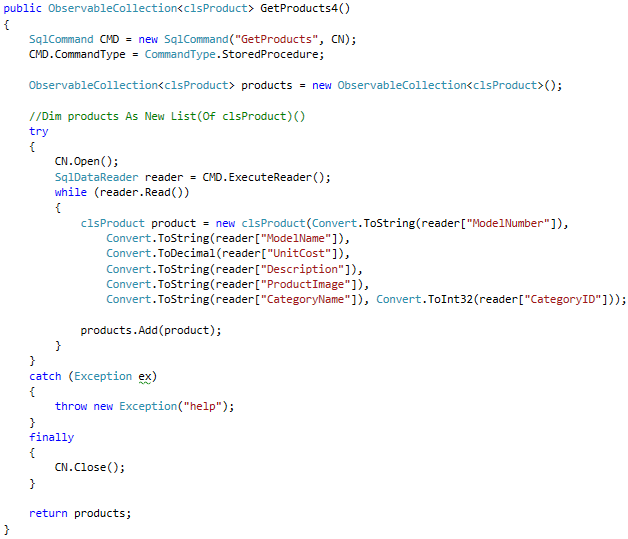 public ObservableCollection<clsProduct> GetProducts4()
{
    SqlCommand CMD = new SqlCommand("GetProducts", CN);
    CMD.CommandType = CommandType.StoredProcedure;

    ObservableCollection<clsProduct> products = new ObservableCollection<clsProduct>();

    //Dim products As New List(Of clsProduct)()
    try
    {
        CN.Open();
        SqlDataReader reader = CMD.ExecuteReader();
        while (reader.Read())
        {
            clsProduct product = new clsProduct(Convert.ToString(reader["ModelNumber"]),
                Convert.ToString(reader["ModelName"]),
                Convert.ToDecimal(reader["UnitCost"]),
                Convert.ToString(reader["Description"]),
                Convert.ToString(reader["ProductImage"]),
                Convert.ToString(reader["CategoryName"]), Convert.ToInt32(reader["CategoryID"]));

            products.Add(product);
        }
    }
    catch (Exception ex)
    {
        throw new Exception("help");
    }
    finally
    {
        CN.Close();
    }

    return products;
}